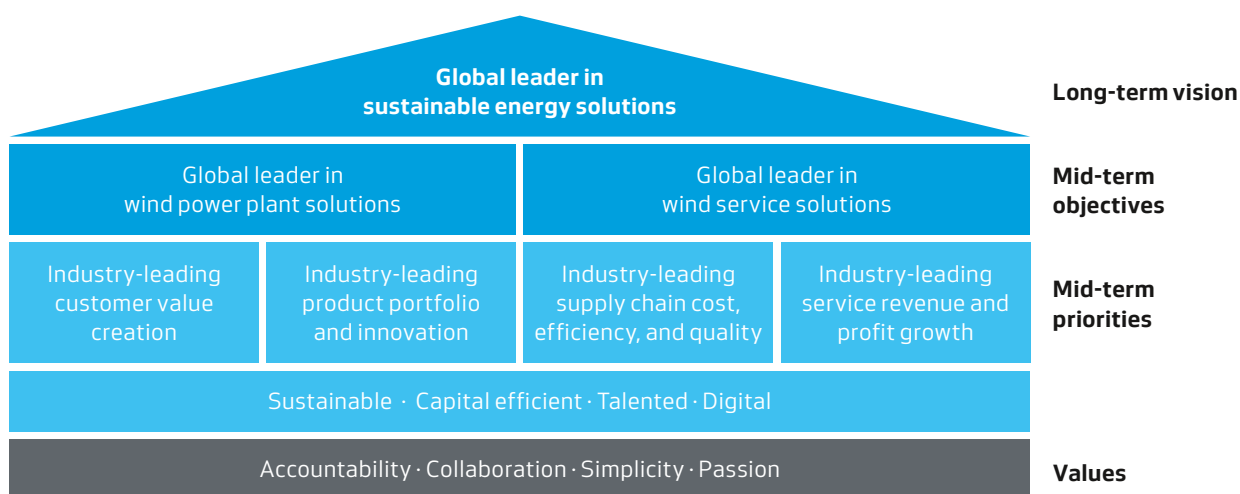 Global leader in
sustainable energy solutions
Long-term vision
Global leader in
wind power plant solutions
Global leader in
wind service solutions
Mid-term
objectives
Industry-leading
customer value
creation
Industry-leading
product portfolio
and innovation
Industry-leading
supply chain cost,
efficiency, and quality
Industry-leading
service revenue and
profit growth
Mid-term
priorities
Sustainable · Capital efficient · Talented · Digital
Accountability · Collaboration · Simplicity · Passion
Values